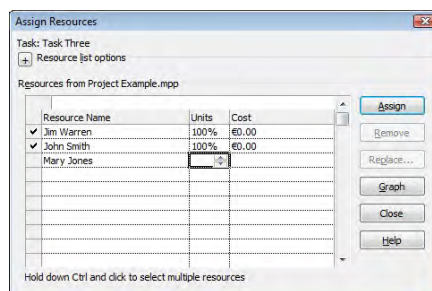 Assign Resources
Task: Task Three
+ Resource list options
Resources from Project Example.mpp
Resource Name Units Cost
✔ Jim Warren 100% €0.00
✔ John Smith 100% €0.00
Mary Jones
Assign
Remove
Replace...
Graph
Close
Help
Hold down Ctrl and click to select multiple resources